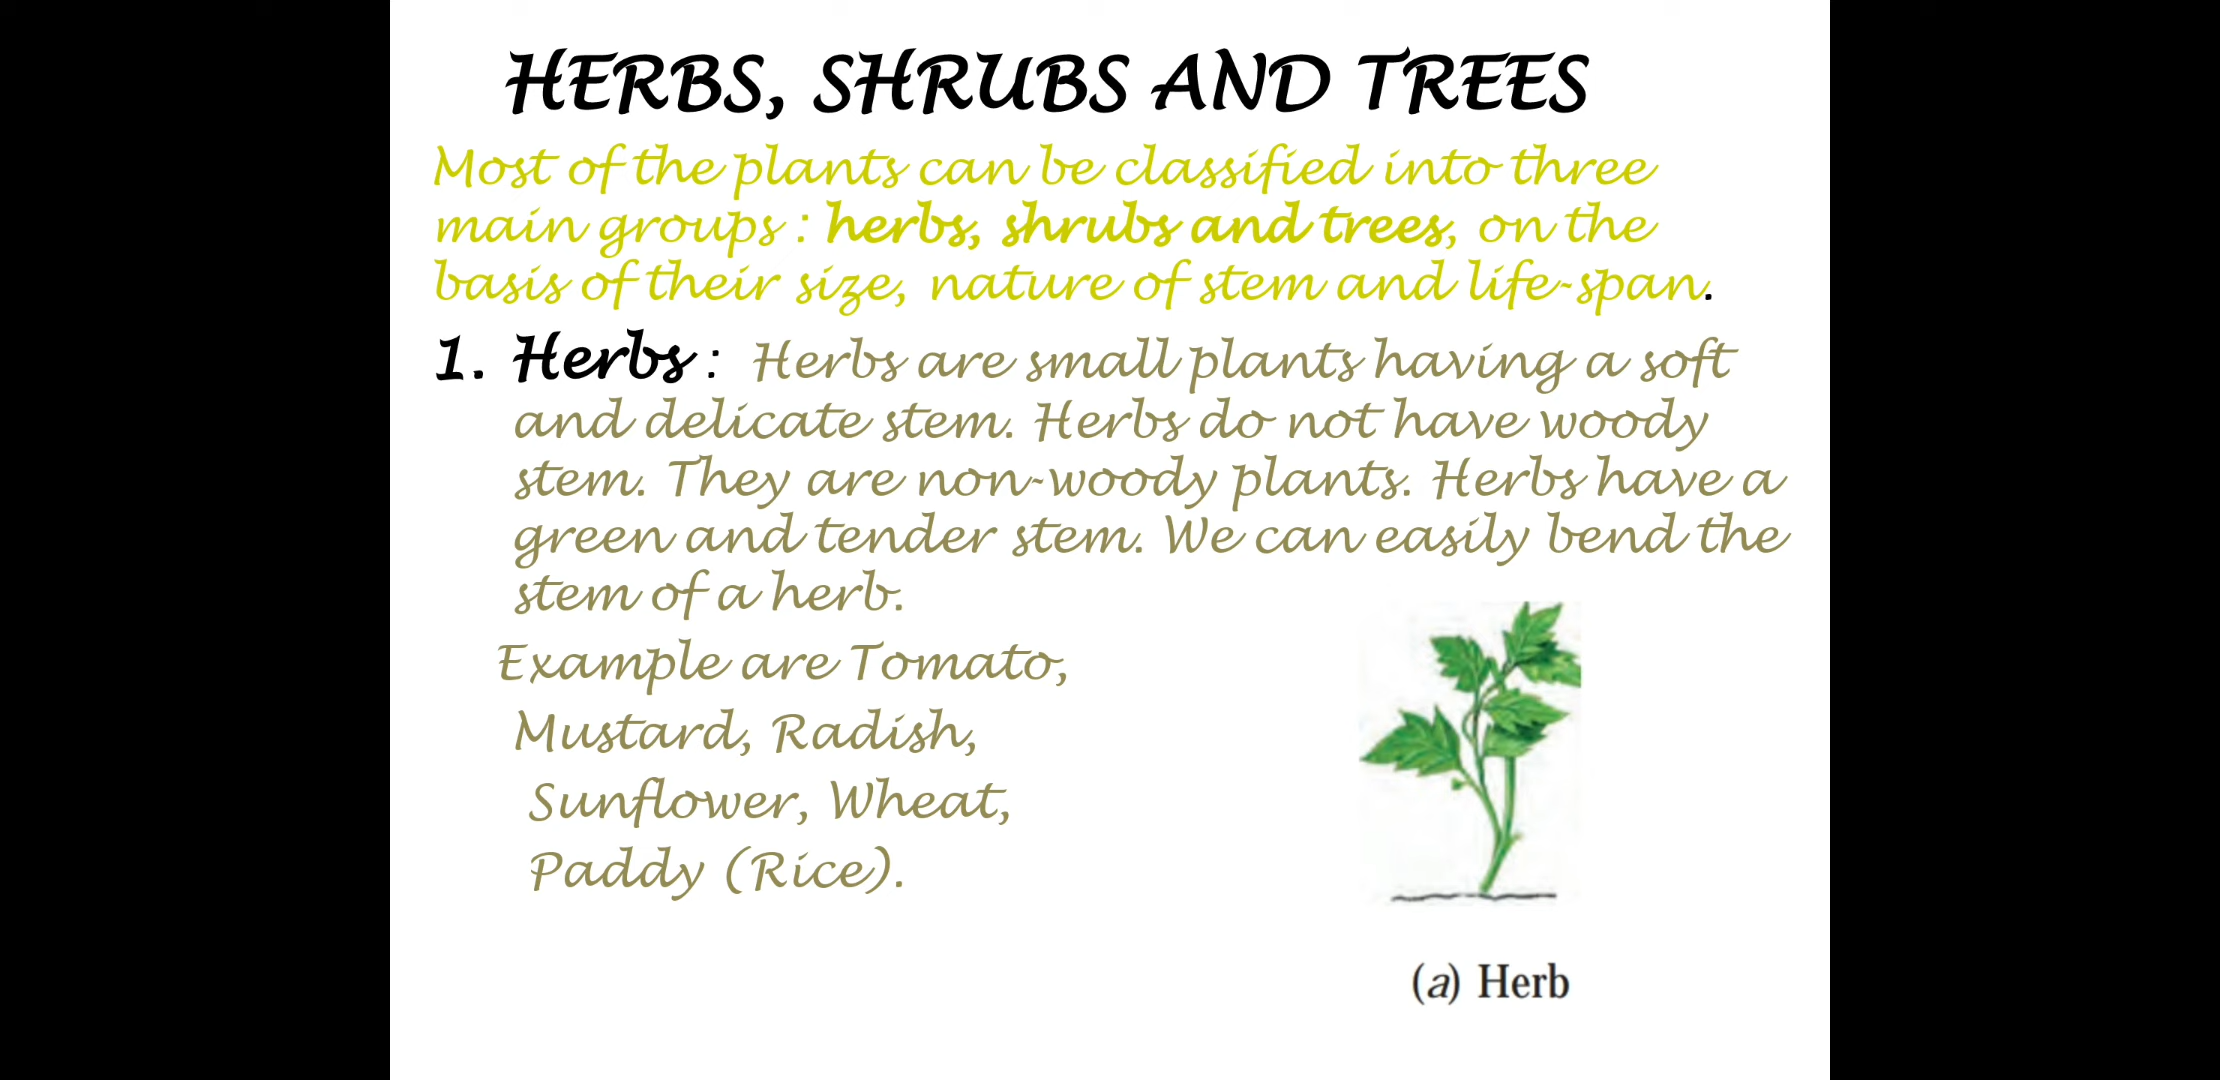 HERBS, SHRUBS AND TREES
Most of the plants can be classified into three
main groups : herbs, shrubs and trees, on the
basis of their size, nature of stem and life-span.
1. Herbs : Herbs are small plants having a soft
and delicate stem. Herbs do not have woody
stem. They are non-woody plants. Herbs have a
green and tender stem. We can easily bend the
stem of a herb.
Example are Tomato,
Mustard, Radish,
Sunflower, Wheat,
Paddy (Rice).
(a) Herb